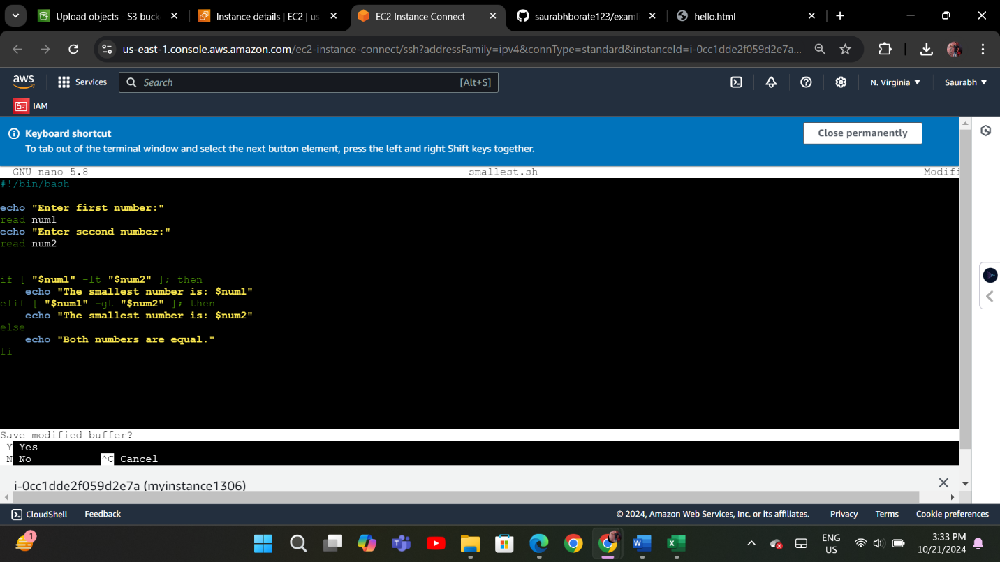 Upload objects - S3 buck
Instance details | EC2 | us
EC2 Instance Connect
saurabhborate123/examl
hello.html
us-east-1.console.aws.amazon.com/ec2-instance-connect/ssh?addressFamily=ipv4&connType=standard&instanceId=i-0cc1dde2f059d2e7a...
aws
Services
Search
[Alt+S]
N. Virginia
Saurabh
IAM
Keyboard shortcut
To tab out of the terminal window and select the next button element, press the left and right Shift keys together.
Close permanently
GNU nano 5.8 smallest.sh Modifi
#!/bin/bash
echo "Enter first number:"
read num1
echo "Enter second number:"
read num2
if [ "$num1" -lt "$num2" ]; then
    echo "The smallest number is: $num1"
elif [ "$num1" -gt "$num2" ]; then
    echo "The smallest number is: $num2"
else
    echo "Both numbers are equal."
fi
Save modified buffer?
Y Yes
N No ^C Cancel
i-0cc1dde2f059d2e7a (myinstance1306)
CloudShell Feedback © 2024, Amazon Web Services, Inc. or its affiliates. Privacy Terms Cookie preferences
1
ENG
US
3:33 PM
10/21/2024